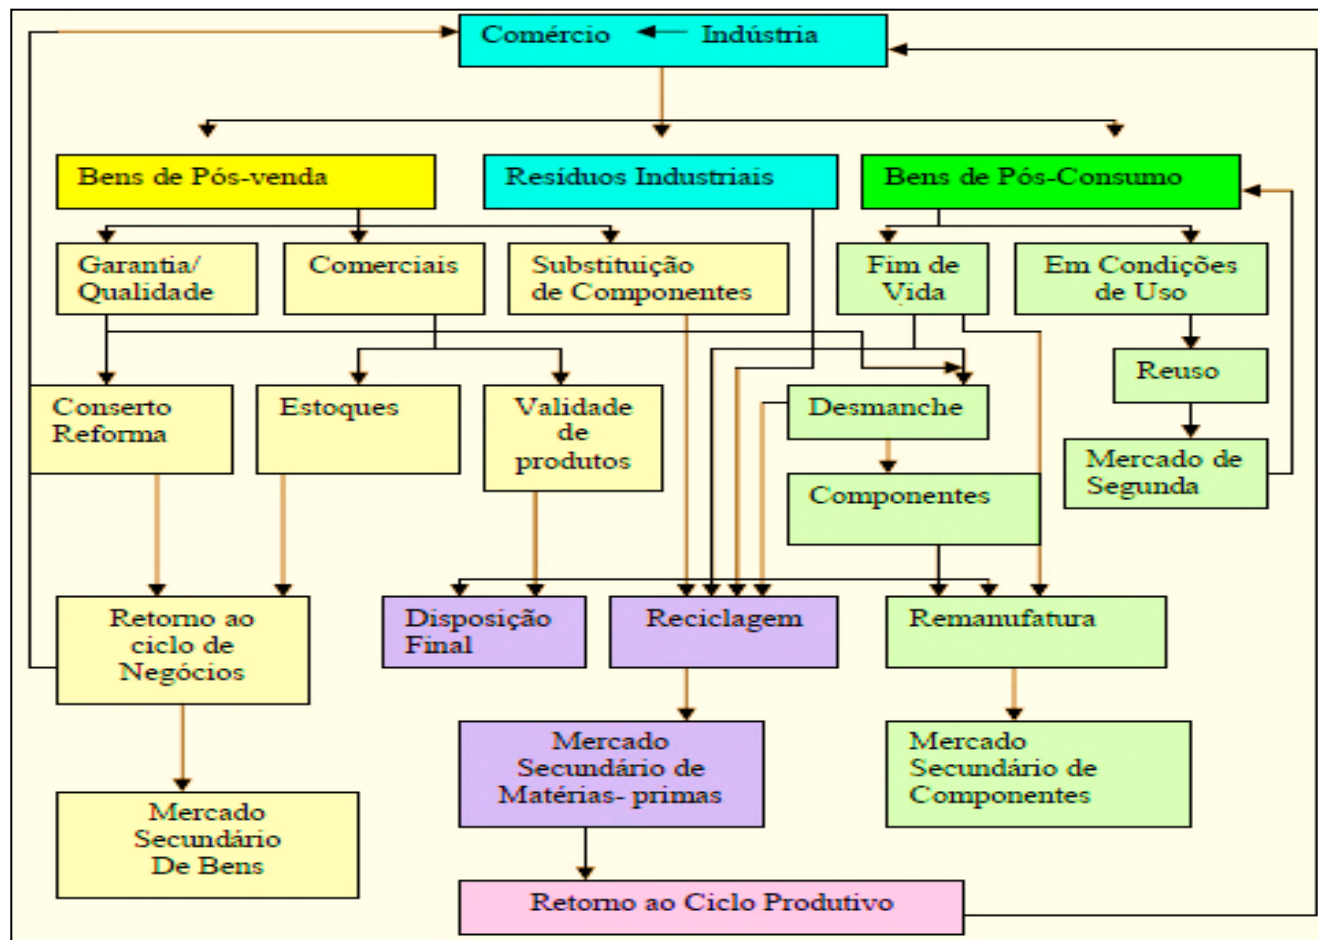 Comércio Indústria
Bens de Pós-venda
Resíduos Industriais
Bens de Pós-Consumo
Garantia/
Qualidade
Comerciais
Substituição
de Componentes
Fim de
Vida
Em Condições
de Uso
Conserto
Reforma
Estoques
Validade
de
produtos
Desmanche
Reuso
Componentes
Mercado de
Segunda
Retorno ao
ciclo de
Negócios
Disposição
Final
Reciclagem
Remanufatura
Mercado
Secundário
De Bens
Mercado
Secundário de
Matérias- primas
Mercado
Secundário de
Componentes
Retorno ao Ciclo Produtivo